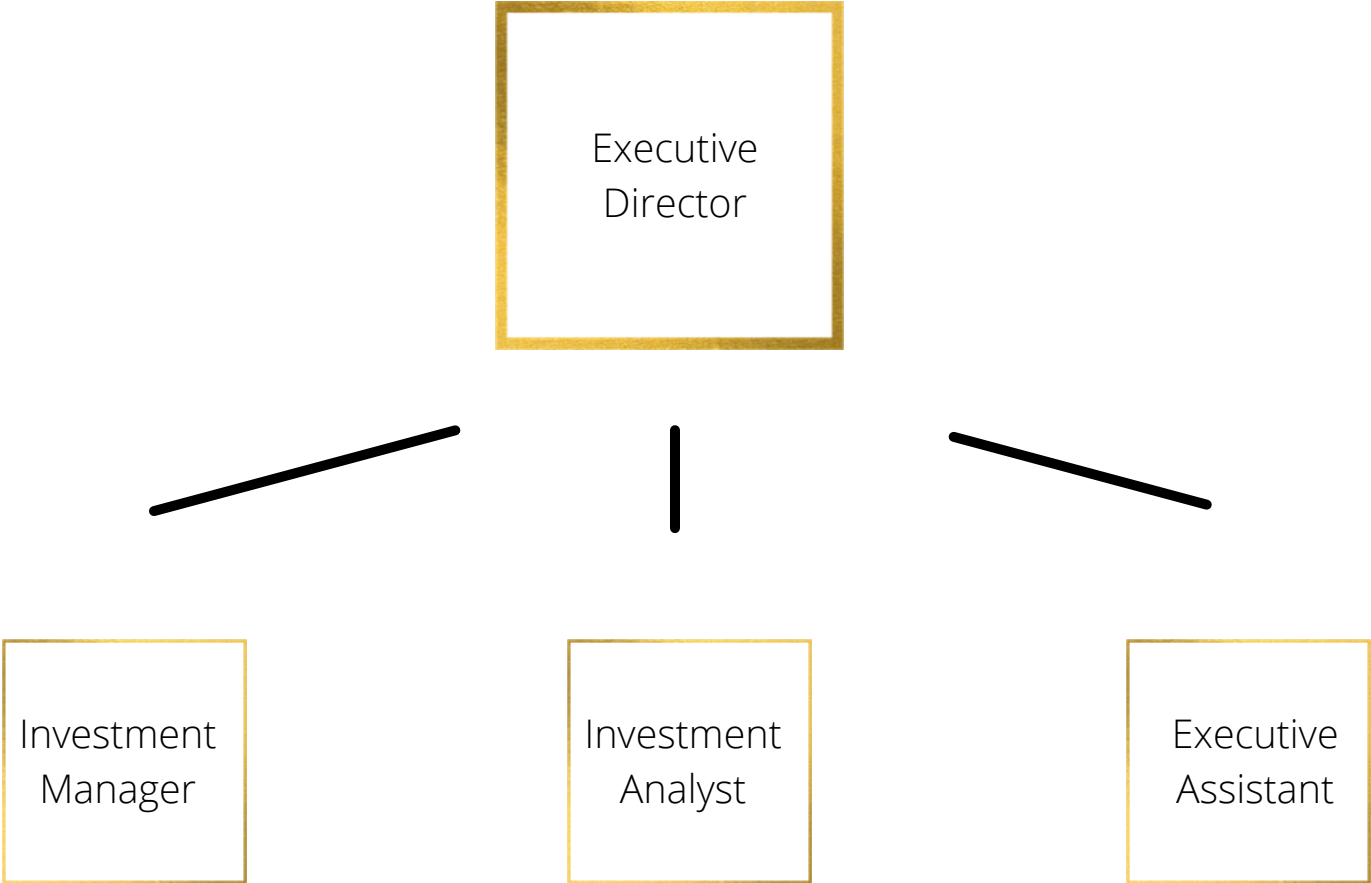 Executive
Director
Investment
Manager
Investment
Analyst
Executive
Assistant